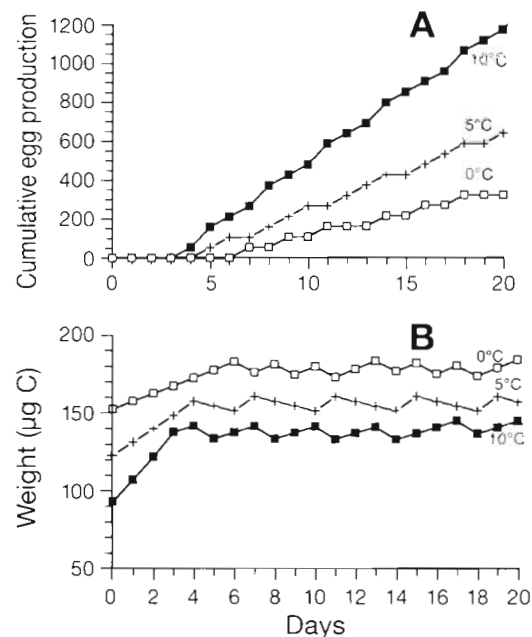 A
Cumulative egg production
1200
1000
800
600
400
200
0
10°C
5°C
0°C
0 5 10 15 20
B
Weight (µg C)
200
150
100
50
0°C
5°C
10°C
0 2 4 6 8 10 12 14 16 18 20
Days